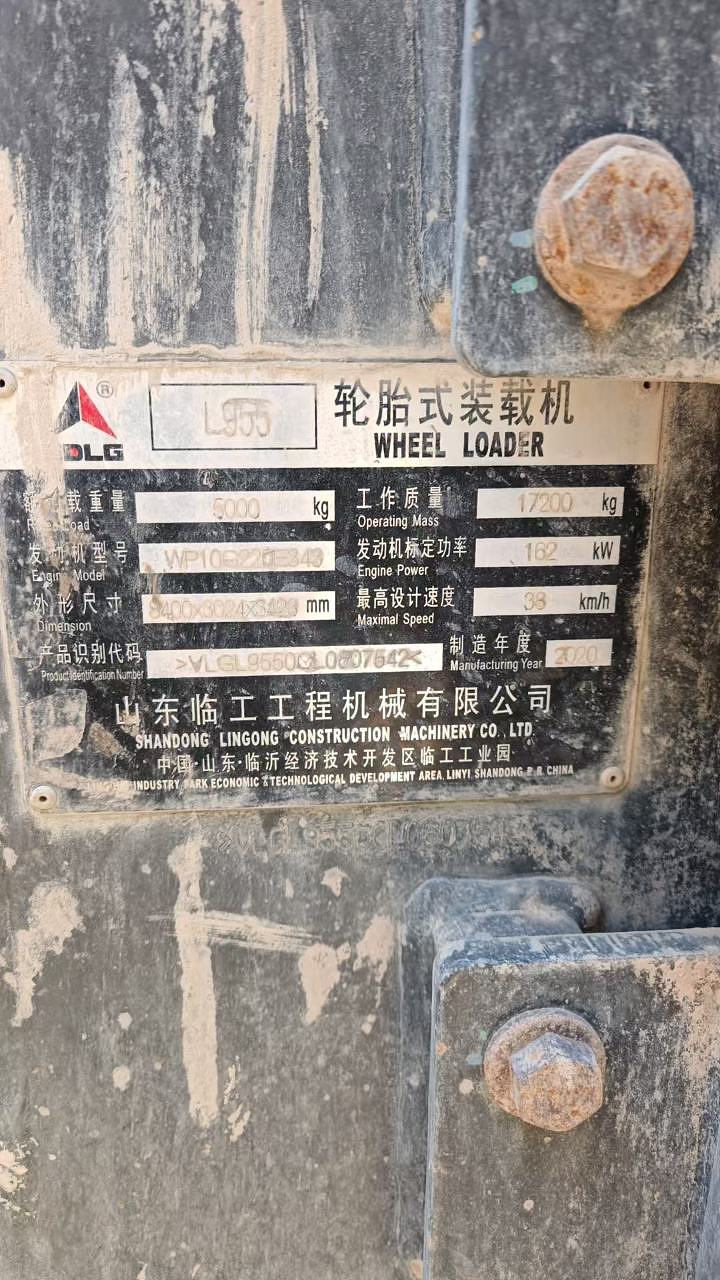 ®
L955
轮胎式装载机
WHEEL LOADER
DLG
额定载重量 5000 kg
Load
工作质量 17200 kg
Operating Mass
发动机型号
Engine Model
发动机标定功率 162 kW
Engine Power
外形尺寸 mm
Dimension
最高设计速度 38 km/h
Maximal Speed
产品识别代码
Product Identification Number
制造年度 2020
Manufacturing Year
山东临工工程机械有限公司
SHANDONG LINGONG CONSTRUCTION MACHINERY CO., LTD.
中国·山东·临沂经济技术开发区临工工业园
INDUSTRY PARK ECONOMIC & TECHNOLOGICAL DEVELOPMENT AREA, LINYI SHANDONG P. R. CHINA